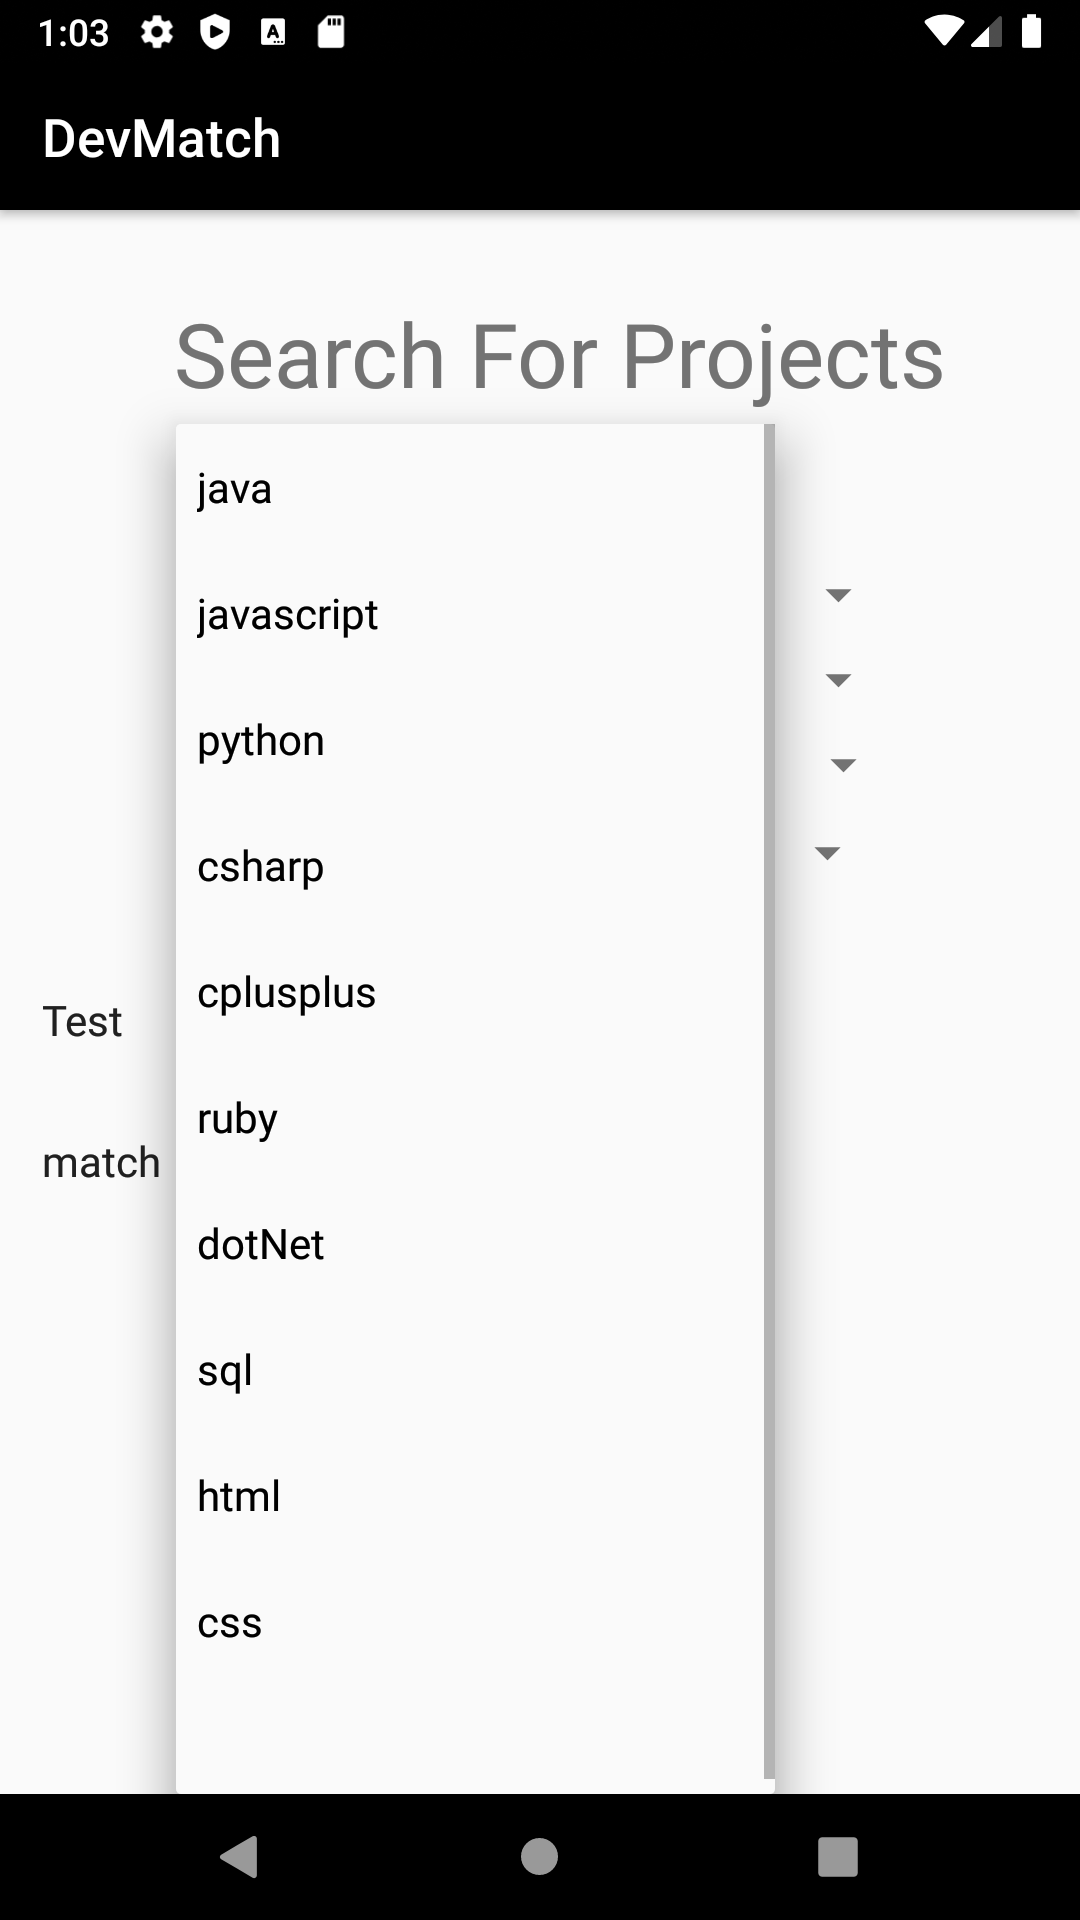 1:03
DevMatch
Search For Projects
java
javascript
python
csharp
cplusplus
Test
ruby
match
dotNet
sql
html
css